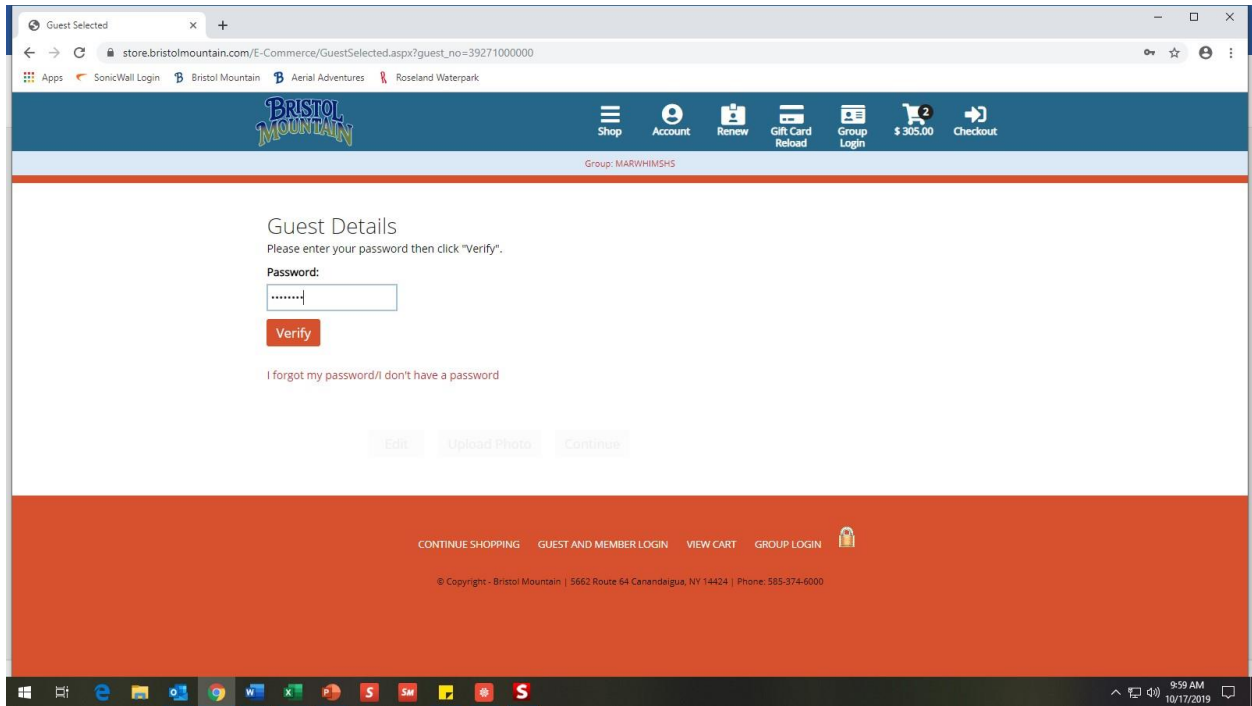 Guest Selected
store.bristolmountain.com/E-Commerce/GuestSelected.aspx?guest_no=39271000000
Apps SonicWall Login B Bristol Mountain B Aerial Adventures R Roseland Waterpark
BRISTOL
MOUNTAIN
2
Shop Account Renew Gift Card Reload Group Login $ 305.00 Checkout
Group: MARWHIMSHS
Guest Details
Please enter your password then click "Verify".
Password:
••••••••
Verify
I forgot my password/I don't have a password
Edit Upload Photo Continue
CONTINUE SHOPPING GUEST AND MEMBER LOGIN VIEW CART GROUP LOGIN
© Copyright - Bristol Mountain | 5662 Route 64 Canandaigua, NY 14424 | Phone: 585-374-6000
9:59 AM
10/17/2019